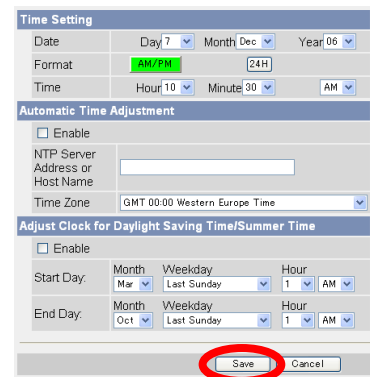 Time Setting
Date Day 7 Month Dec Year 06
Format AM/PM 24H
Time Hour 10 Minute 30 AM
Automatic Time Adjustment
Enable
NTP Server
Address or
Host Name
Time Zone GMT 00:00 Western Europe Time
Adjust Clock for Daylight Saving Time/Summer Time
Enable
Month Weekday Hour
Start Day: Mar Last Sunday 1 AM
Month Weekday Hour
End Day: Oct Last Sunday 1 AM
Save Cancel